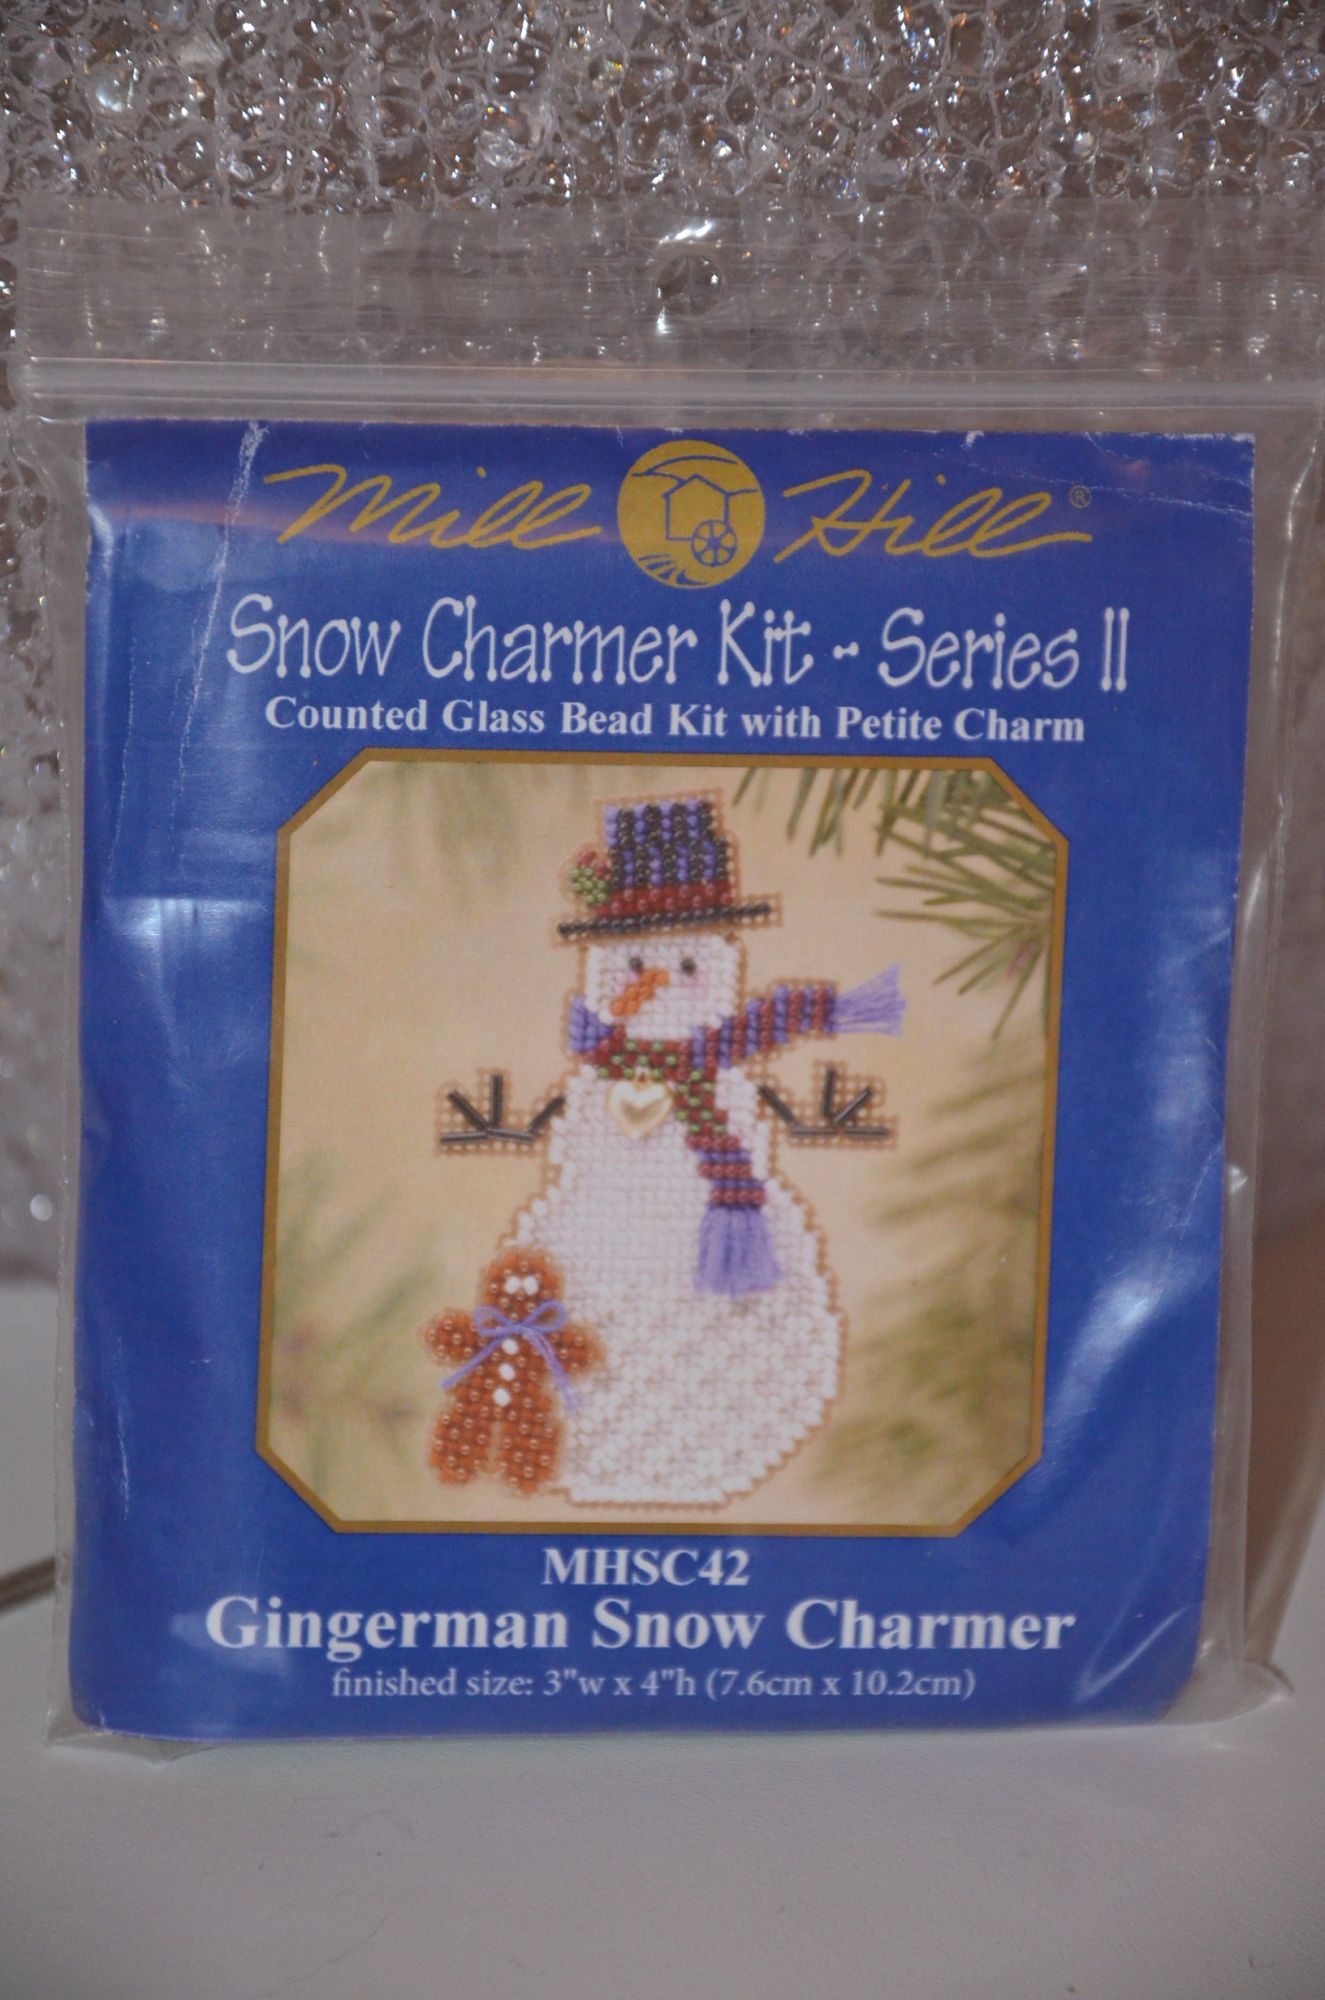 Mill Hill®
Snow Charmer Kit - Series II
Counted Glass Bead Kit with Petite Charm
MHSC42
Gingerman Snow Charmer
finished size: 3"w x 4"h (7.6cm x 10.2cm)